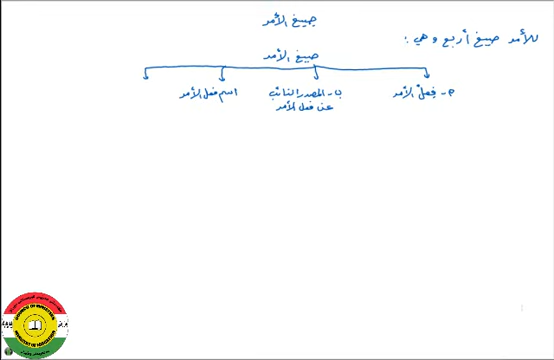 صيغ الأمر
للأمر صيغ أربع وهي :
صيغ الأمر
م- فعل الأمر
ب- المصدر النائب
عن فعل الأمر
اسم فعل الأمر